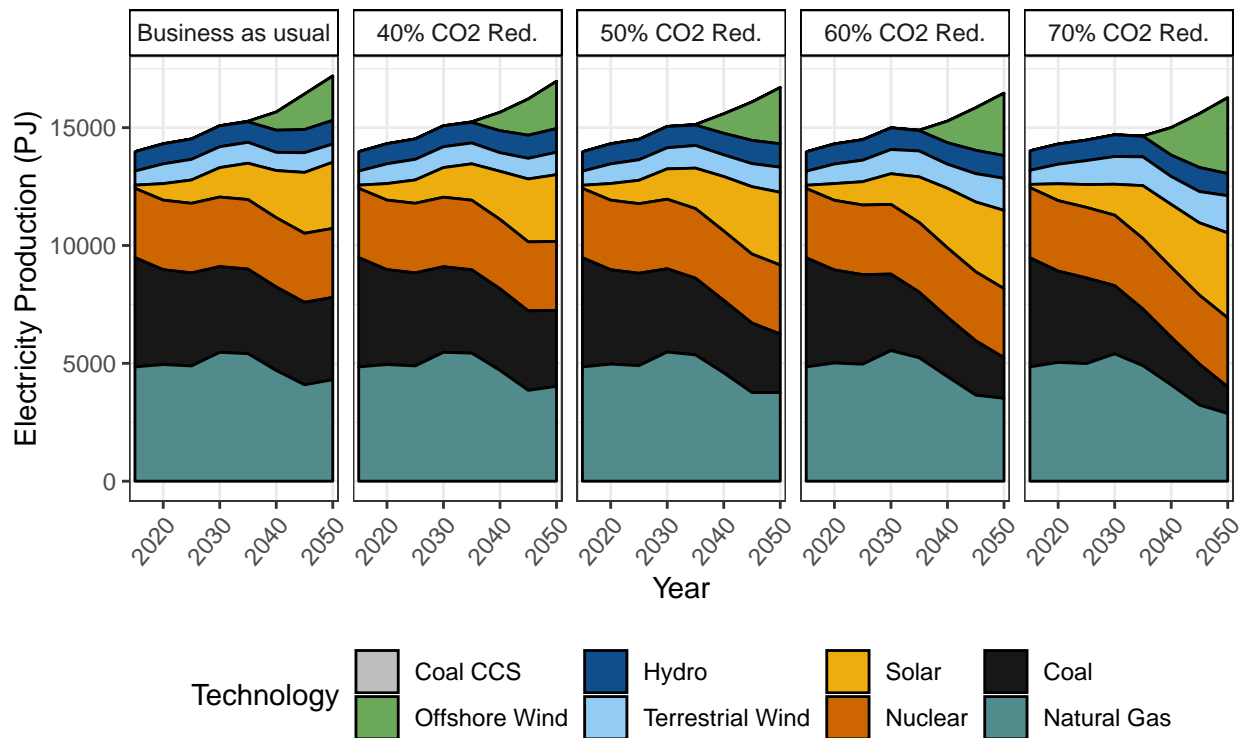 Business as usual
40% CO2 Red.
50% CO2 Red.
60% CO2 Red.
70% CO2 Red.
Electricity Production (PJ)
15000
10000
5000
0
2020 2030 2040 2050
2020 2030 2040 2050
2020 2030 2040 2050
2020 2030 2040 2050
2020 2030 2040 2050
Year
Technology
Coal CCS
Hydro
Solar
Coal
Offshore Wind
Terrestrial Wind
Nuclear
Natural Gas